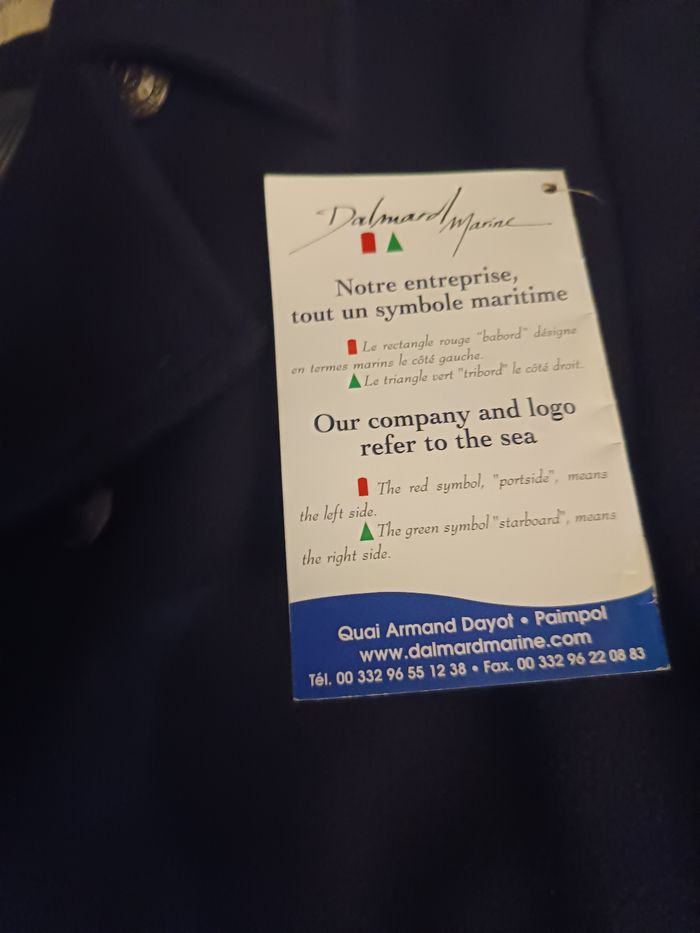 Dalmard Marine
Notre entreprise,
tout un symbole maritime
Le rectangle rouge "babord" désigne
en termes marins le côté gauche.
Le triangle vert "tribord" le côté droit.
Our company and logo
refer to the sea
The red symbol, "portside", means
the left side.
The green symbol "starboard", means
the right side.
Quai Armand Dayot • Paimpol
www.dalmardmarine.com
Tél. 00 332 96 55 12 38 • Fax. 00 332 96 22 08 83